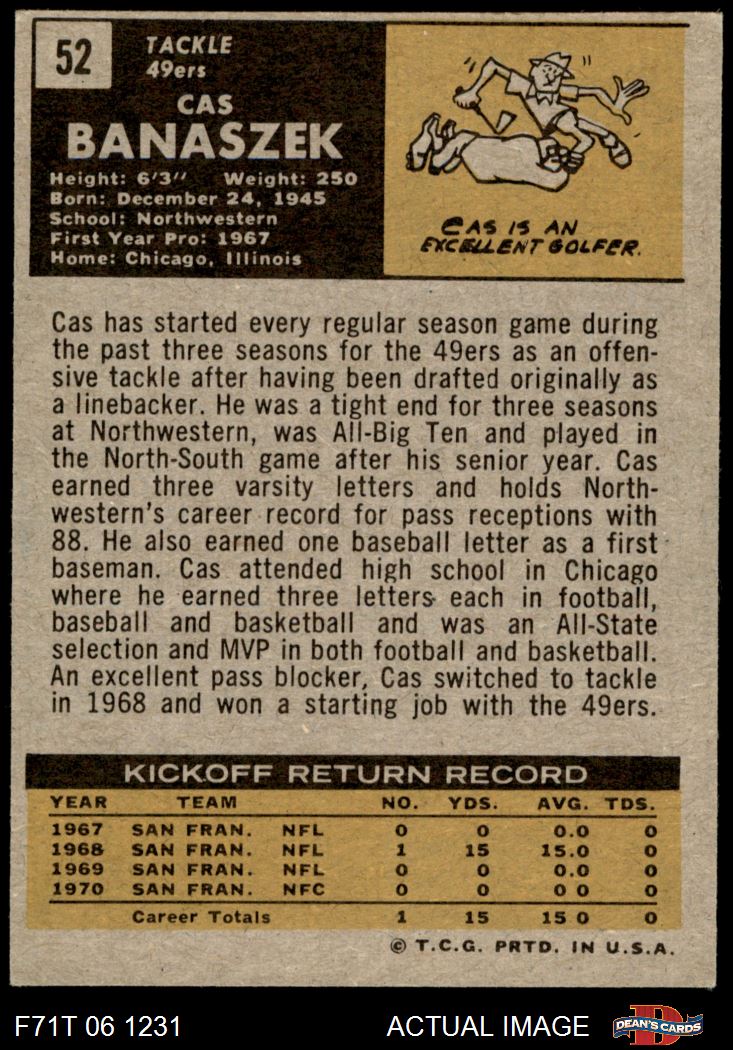 52
TACKLE
49ers
CAS
BANASZEK
Height: 6'3" Weight: 250
Born: December 24, 1945
School: Northwestern
First Year Pro: 1967
Home: Chicago, Illinois
CAS IS AN
EXCELLENT GOLFER.
Cas has started every regular season game during
the past three seasons for the 49ers as an offen-
sive tackle after having been drafted originally as
a linebacker. He was a tight end for three seasons
at Northwestern, was All-Big Ten and played in
the North-South game after his senior year. Cas
earned three varsity letters and holds North-
western's career record for pass receptions with
88. He also earned one baseball letter as a first
baseman. Cas attended high school in Chicago
where he earned three letters each in football,
baseball and basketball and was an All-State
selection and MVP in both football and basketball.
An excellent pass blocker, Cas switched to tackle
in 1968 and won a starting job with the 49ers.
KICKOFF RETURN RECORD
YEAR TEAM NO. YDS. AVG. TDS.
1967 SAN FRAN. NFL 0 0 0.0 0
1968 SAN FRAN. NFL 1 15 15.0 0
1969 SAN FRAN. NFL 0 0 0.0 0
1970 SAN FRAN. NFC 0 0 0 0 0
Career Totals 1 15 15 0 0
© T.C.G. PRTD. IN U.S.A.
F71T 06 1231 ACTUAL IMAGE DEAN'S CARDS